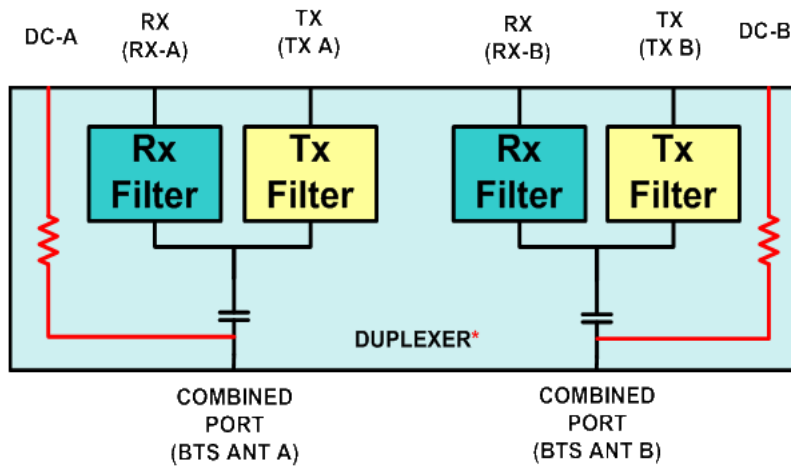 DC-A
RX
(RX-A)
TX
(TX A)
RX
(RX-B)
TX
(TX B)
DC-B
Rx
Filter
Tx
Filter
Rx
Filter
Tx
Filter
DUPLEXER*
COMBINED
PORT
(BTS ANT A)
COMBINED
PORT
(BTS ANT B)